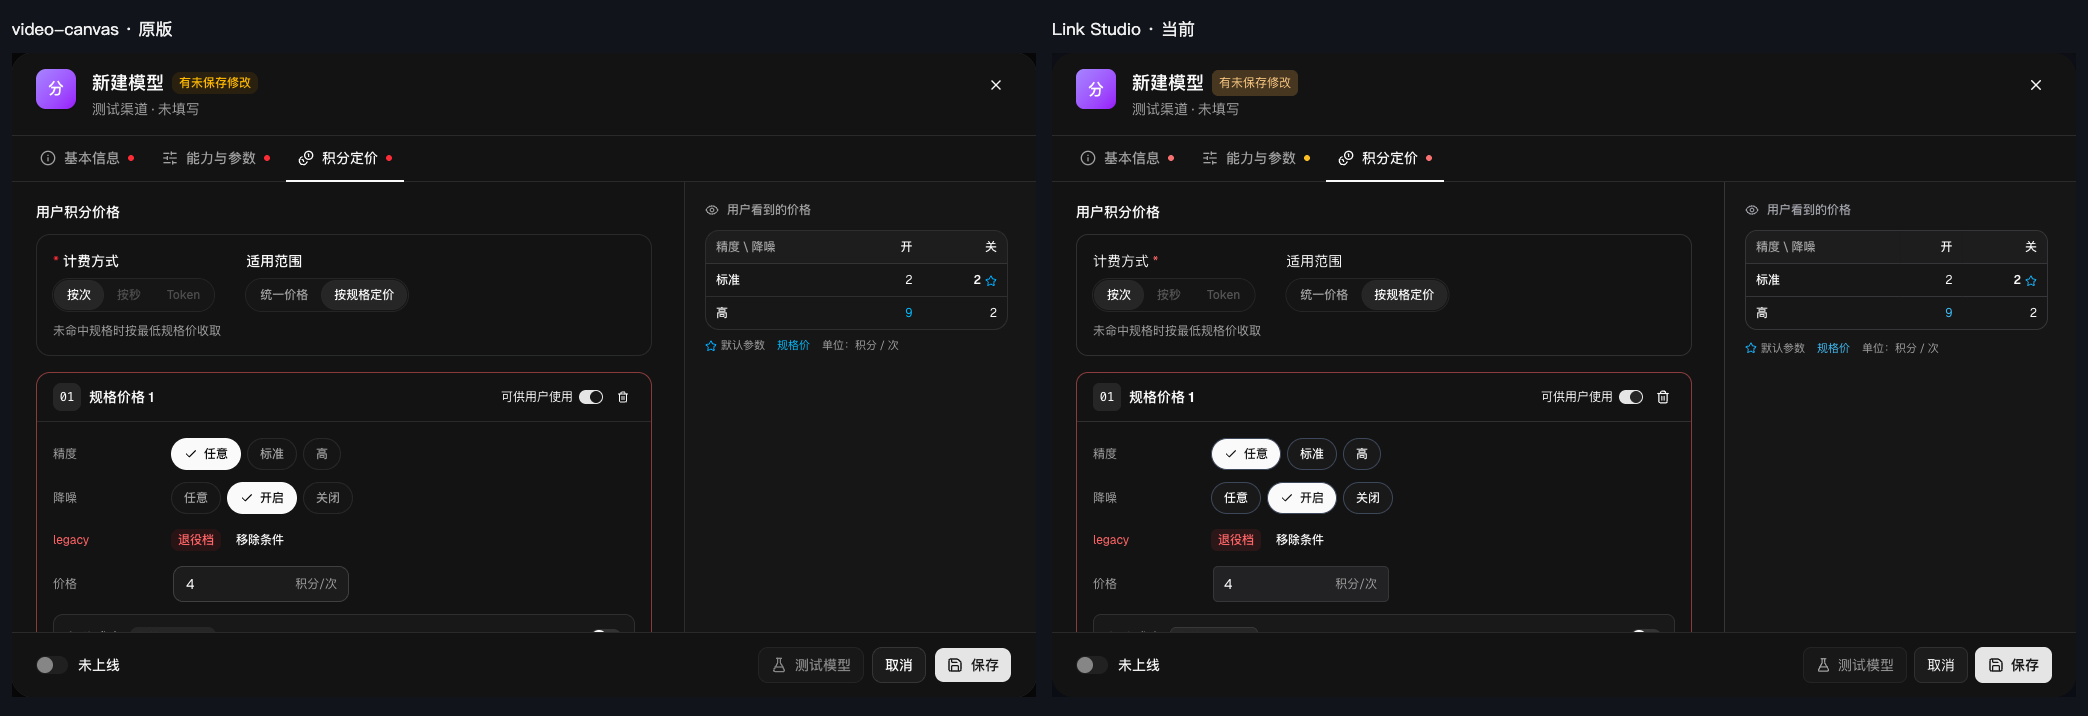 video-canvas · 原版
分
新建模型 有未保存修改
测试渠道 · 未填写
基本信息 能力与参数 积分定价
用户积分价格
* 计费方式 适用范围
按次 按秒 Token 统一价格 按规格定价
未命中规格时按最低规格价收取
01 规格价格 1 可供用户使用
精度 任意 标准 高
降噪 任意 开启 关闭
legacy 退役档 移除条件
价格 4 积分/次
用户看到的价格
精度 \ 降噪 开 关
标准 2 2
高 9 2
默认参数 规格价 单位: 积分 / 次
未上线 测试模型 取消 保存
Link Studio · 当前
分
新建模型 有未保存修改
测试渠道 · 未填写
基本信息 能力与参数 积分定价
用户积分价格
计费方式 * 适用范围
按次 按秒 Token 统一价格 按规格定价
未命中规格时按最低规格价收取
01 规格价格 1 可供用户使用
精度 任意 标准 高
降噪 任意 开启 关闭
legacy 退役档 移除条件
价格 4 积分/次
用户看到的价格
精度 \ 降噪 开 关
标准 2 2
高 9 2
默认参数 规格价 单位: 积分 / 次
未上线 测试模型 取消 保存